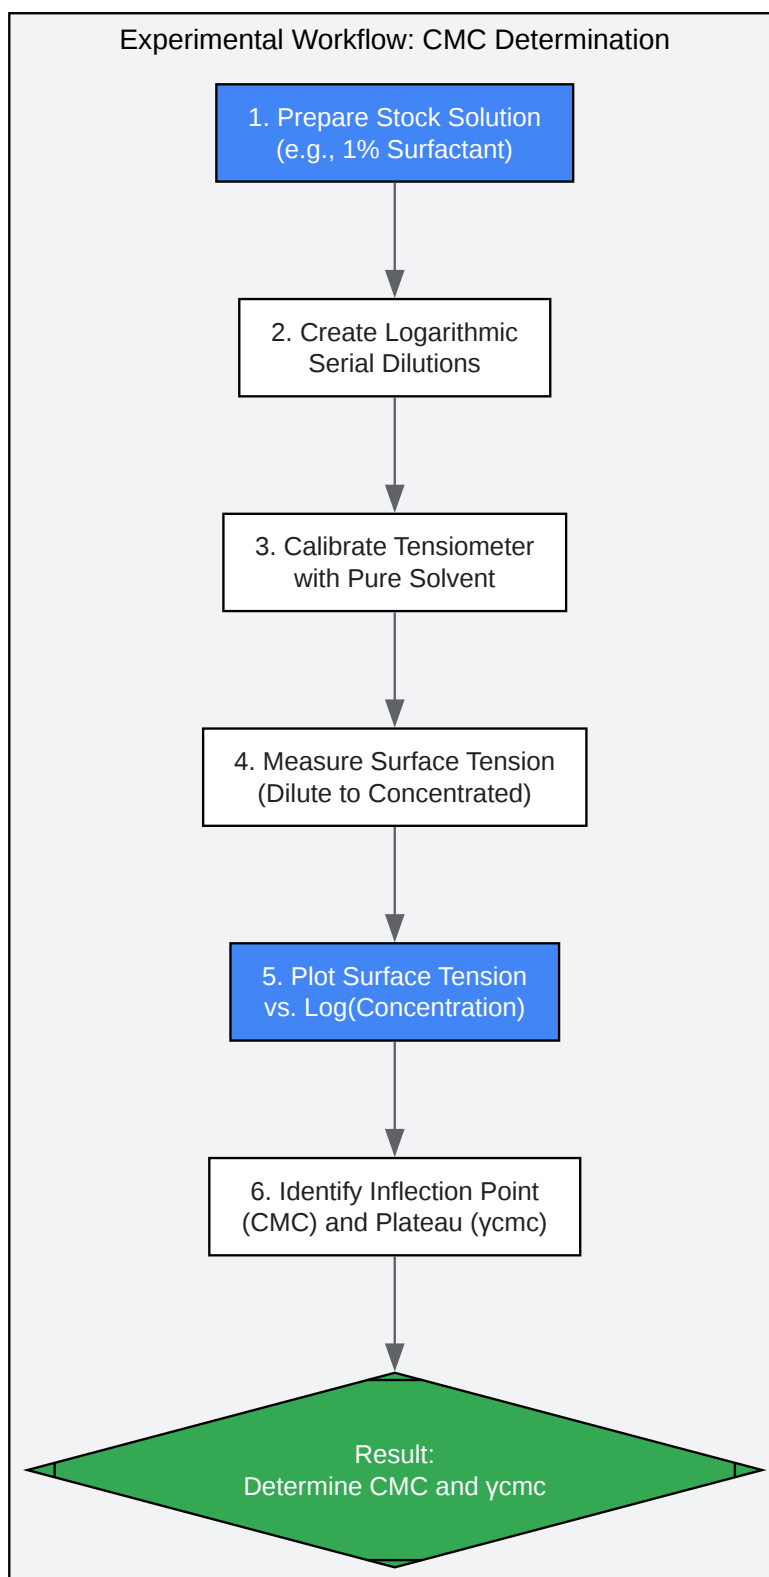 Experimental Workflow: CMC Determination
1. Prepare Stock Solution
(e.g., 1% Surfactant)
2. Create Logarithmic
Serial Dilutions
3. Calibrate Tensiometer
with Pure Solvent
4. Measure Surface Tension
(Dilute to Concentrated)
5. Plot Surface Tension
vs. Log(Concentration)
6. Identify Inflection Point
(CMC) and Plateau (γcmc)
Result:
Determine CMC and γcmc